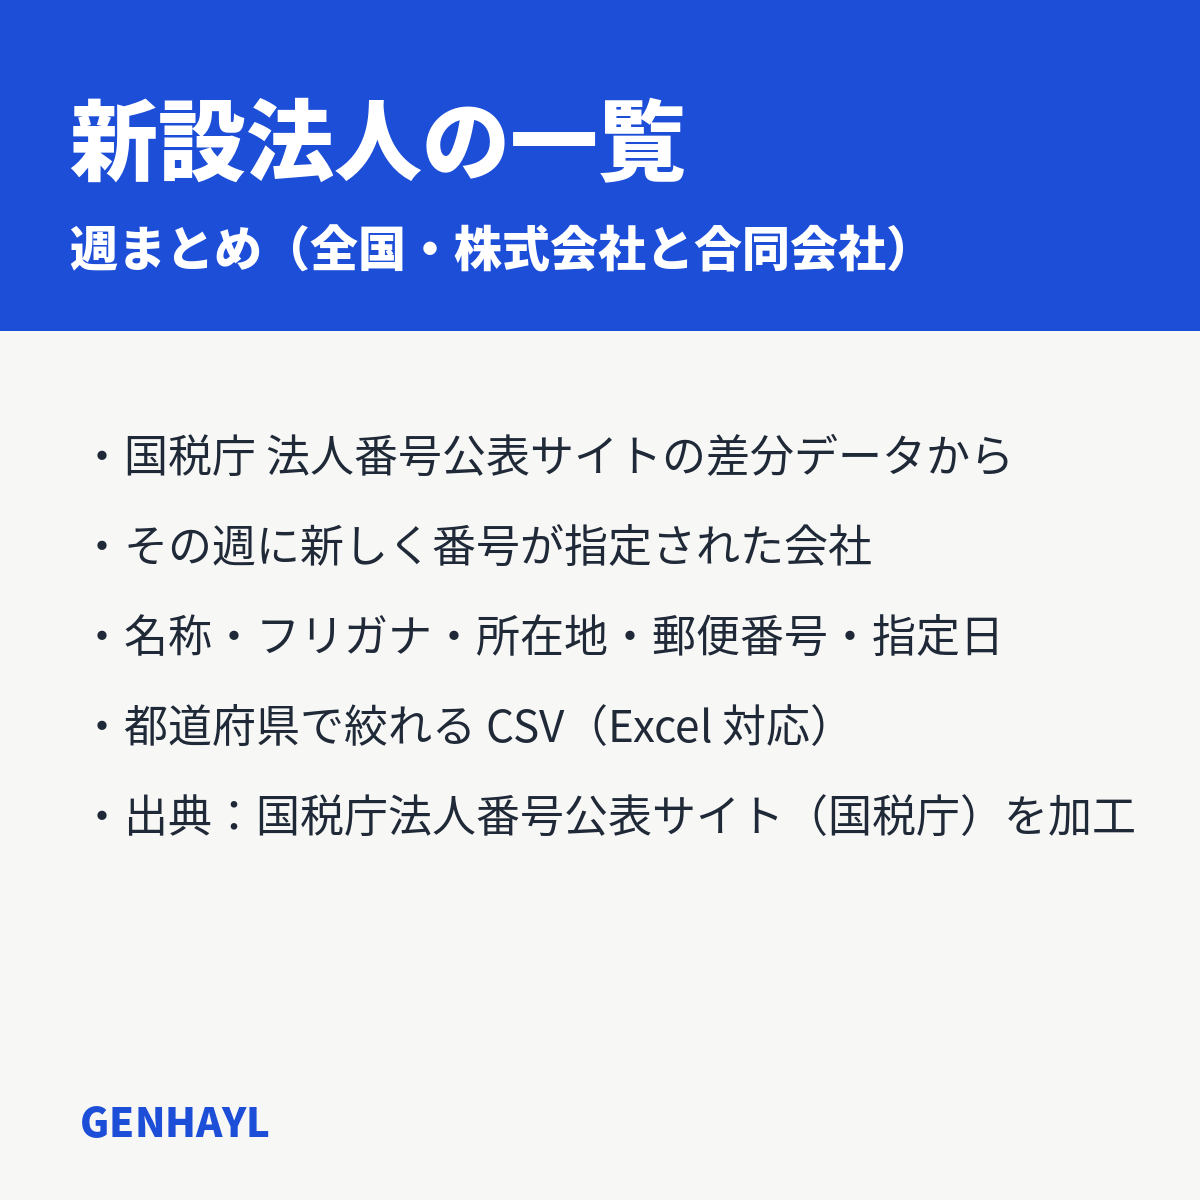 新設法人の一覧
週まとめ（全国・株式会社と合同会社）
・国税庁 法人番号公表サイトの差分データから
・その週に新しく番号が指定された会社
・名称・フリガナ・所在地・郵便番号・指定日
・都道府県で絞れる CSV（Excel 対応）
・出典：国税庁法人番号公表サイト（国税庁）を加工
GENHAYL